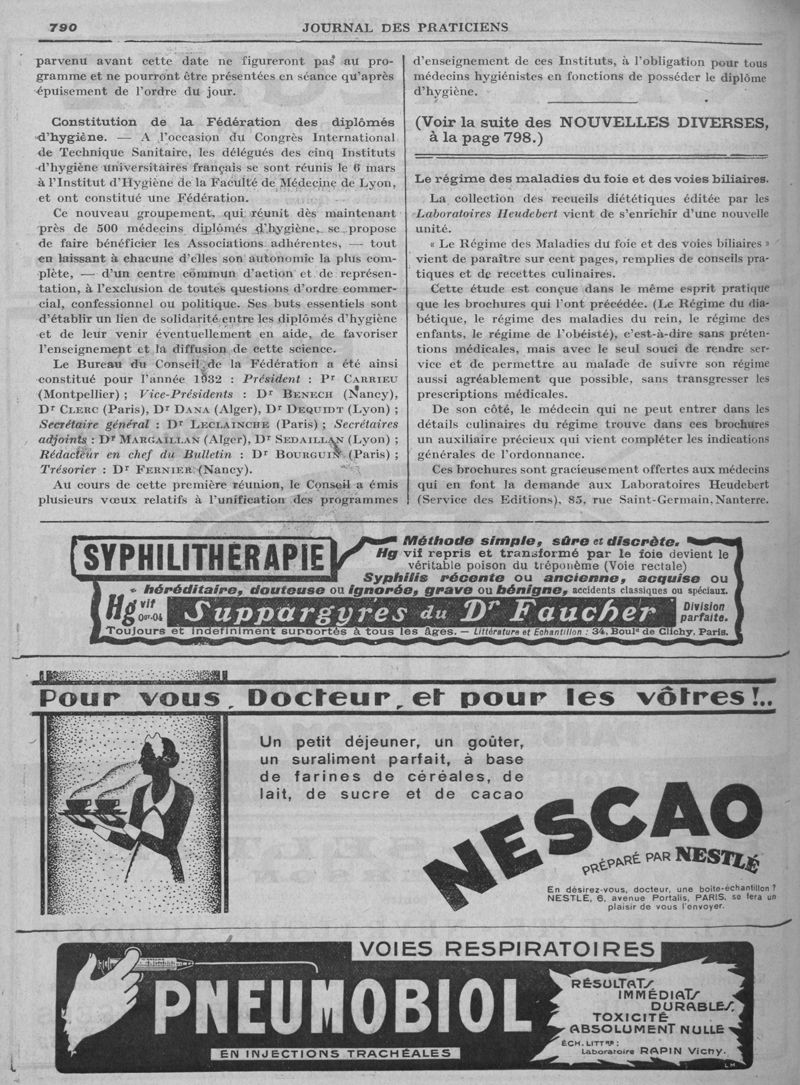 790
JOURNAL DES PRATICIENS
parvenu avant cette date ne figureront pas au pro-
gramme et ne pourront être présentées en séance qu'après
épuisement de l'ordre du jour.
Constitution de la Fédération des diplômés
d'hygiène. — A l'occasion du Congrès International
de Technique Sanitaire, les délégués des cinq Instituts
d'hygiène universitaires français se sont réunis le 6 mars
à l'Institut d'Hygiène de la Faculté de Médecine de Lyon,
et ont constitué une Fédération.
Ce nouveau groupement, qui réunit dès maintenant
près de 500 médecins diplômés d'hygiène, se propose
de faire bénéficier les Associations adhérentes, — tout
en laissant à chacune d'elles son autonomie la plus com-
plète, — d'un centre commun d'action et de représen-
tation, à l'exclusion de toutes questions d'ordre commer-
cial, confessionnel ou politique. Ses buts essentiels sont
d'établir un lien de solidarité entre les diplômés d'hygiène
et de leur venir éventuellement en aide, de favoriser
l'enseignement et la diffusion de cette science.
Le Bureau du Conseil de la Fédération a été ainsi
constitué pour l'année 1932 : Président : Pr CARRIEU
(Montpellier) ; Vice-Présidents : Dr BENECH (Nancy),
Dr CLERC (Paris), Dr DANA (Alger), Dr DEQUIDT (Lyon) ;
Secrétaire général : Dr LECLAINCHE (Paris) ; Secrétaires
adjoints : Dr MARGAILLAN (Alger), Dr SEDAILLAN (Lyon) ;
Rédacteur en chef du Bulletin : Dr BOURGUIN (Paris) ;
Trésorier : Dr FERNIER (Nancy).
Au cours de cette première réunion, le Conseil a émis
plusieurs vœux relatifs à l'unification des programmes
d'enseignement de ces Instituts, à l'obligation pour tous
médecins hygiénistes en fonctions de posséder le diplôme
d'hygiène.
(Voir la suite des NOUVELLES DIVERSES,
à la page 798.)
Le régime des maladies du foie et des voies biliaires.
La collection des recueils diététiques éditée par les
Laboratoires Heudebert vient de s'enrichir d'une nouvelle
unité.
« Le Régime des Maladies du foie et des voies biliaires »
vient de paraître sur cent pages, remplies de conseils pra-
tiques et de recettes culinaires.
Cette étude est conçue dans le même esprit pratique
que les brochures qui l'ont précédée. (Le Régime du dia-
bétique, le régime des maladies du rein, le régime des
enfants, le régime de l'obéisté), c'est-à-dire sans préten-
tions médicales, mais avec le seul souci de rendre ser-
vice et de permettre au malade de suivre son régime
aussi agréablement que possible, sans transgresser les
prescriptions médicales.
De son côté, le médecin qui ne peut entrer dans les
détails culinaires du régime trouve dans ces brochures
un auxiliaire précieux qui vient compléter les indications
générales de l'ordonnance.
Ces brochures sont gracieusement offertes aux médecins
qui en font la demande aux Laboratoires Heudebert
(Service des Editions), 85, rue Saint-Germain, Nanterre.
SYPHILITHÉRAPIE
Méthode simple, sûre et discrète.
Hg vif repris et transformé par le foie devient le
véritable poison du tréponème (Voie rectale)
Syphilis récente ou ancienne, acquise ou
héréditaire, douteuse ou ignorée, grave ou bénigne, accidents classiques ou spéciaux.
Hg vif 0gr.04
Suppargyres du Dr Faucher
Division parfaite.
Toujours et indéfiniment supportés à tous les âges. — Littérature et Echantillon : 34, Boulᵈ de Clichy, Paris.
Pour vous, Docteur, et pour les vôtres !..
Un petit déjeuner, un goûter,
un suraliment parfait, à base
de farines de céréales, de
lait, de sucre et de cacao
NESCAO
PRÉPARÉ PAR NESTLÉ
En désirez-vous, docteur, une boite-échantillon ?
NESTLÉ, 6, avenue Portalis, PARIS, se fera un
plaisir de vous l'envoyer.
VOIES RESPIRATOIRES
PNEUMOBIOL
EN INJECTIONS TRACHÉALES
RÉSULTATS
IMMÉDIATS
DURABLES,
TOXICITÉ
ABSOLUMENT NULLE
ÉCH. LITTre :
Laboratoire RAPIN Vichy.
L.H.